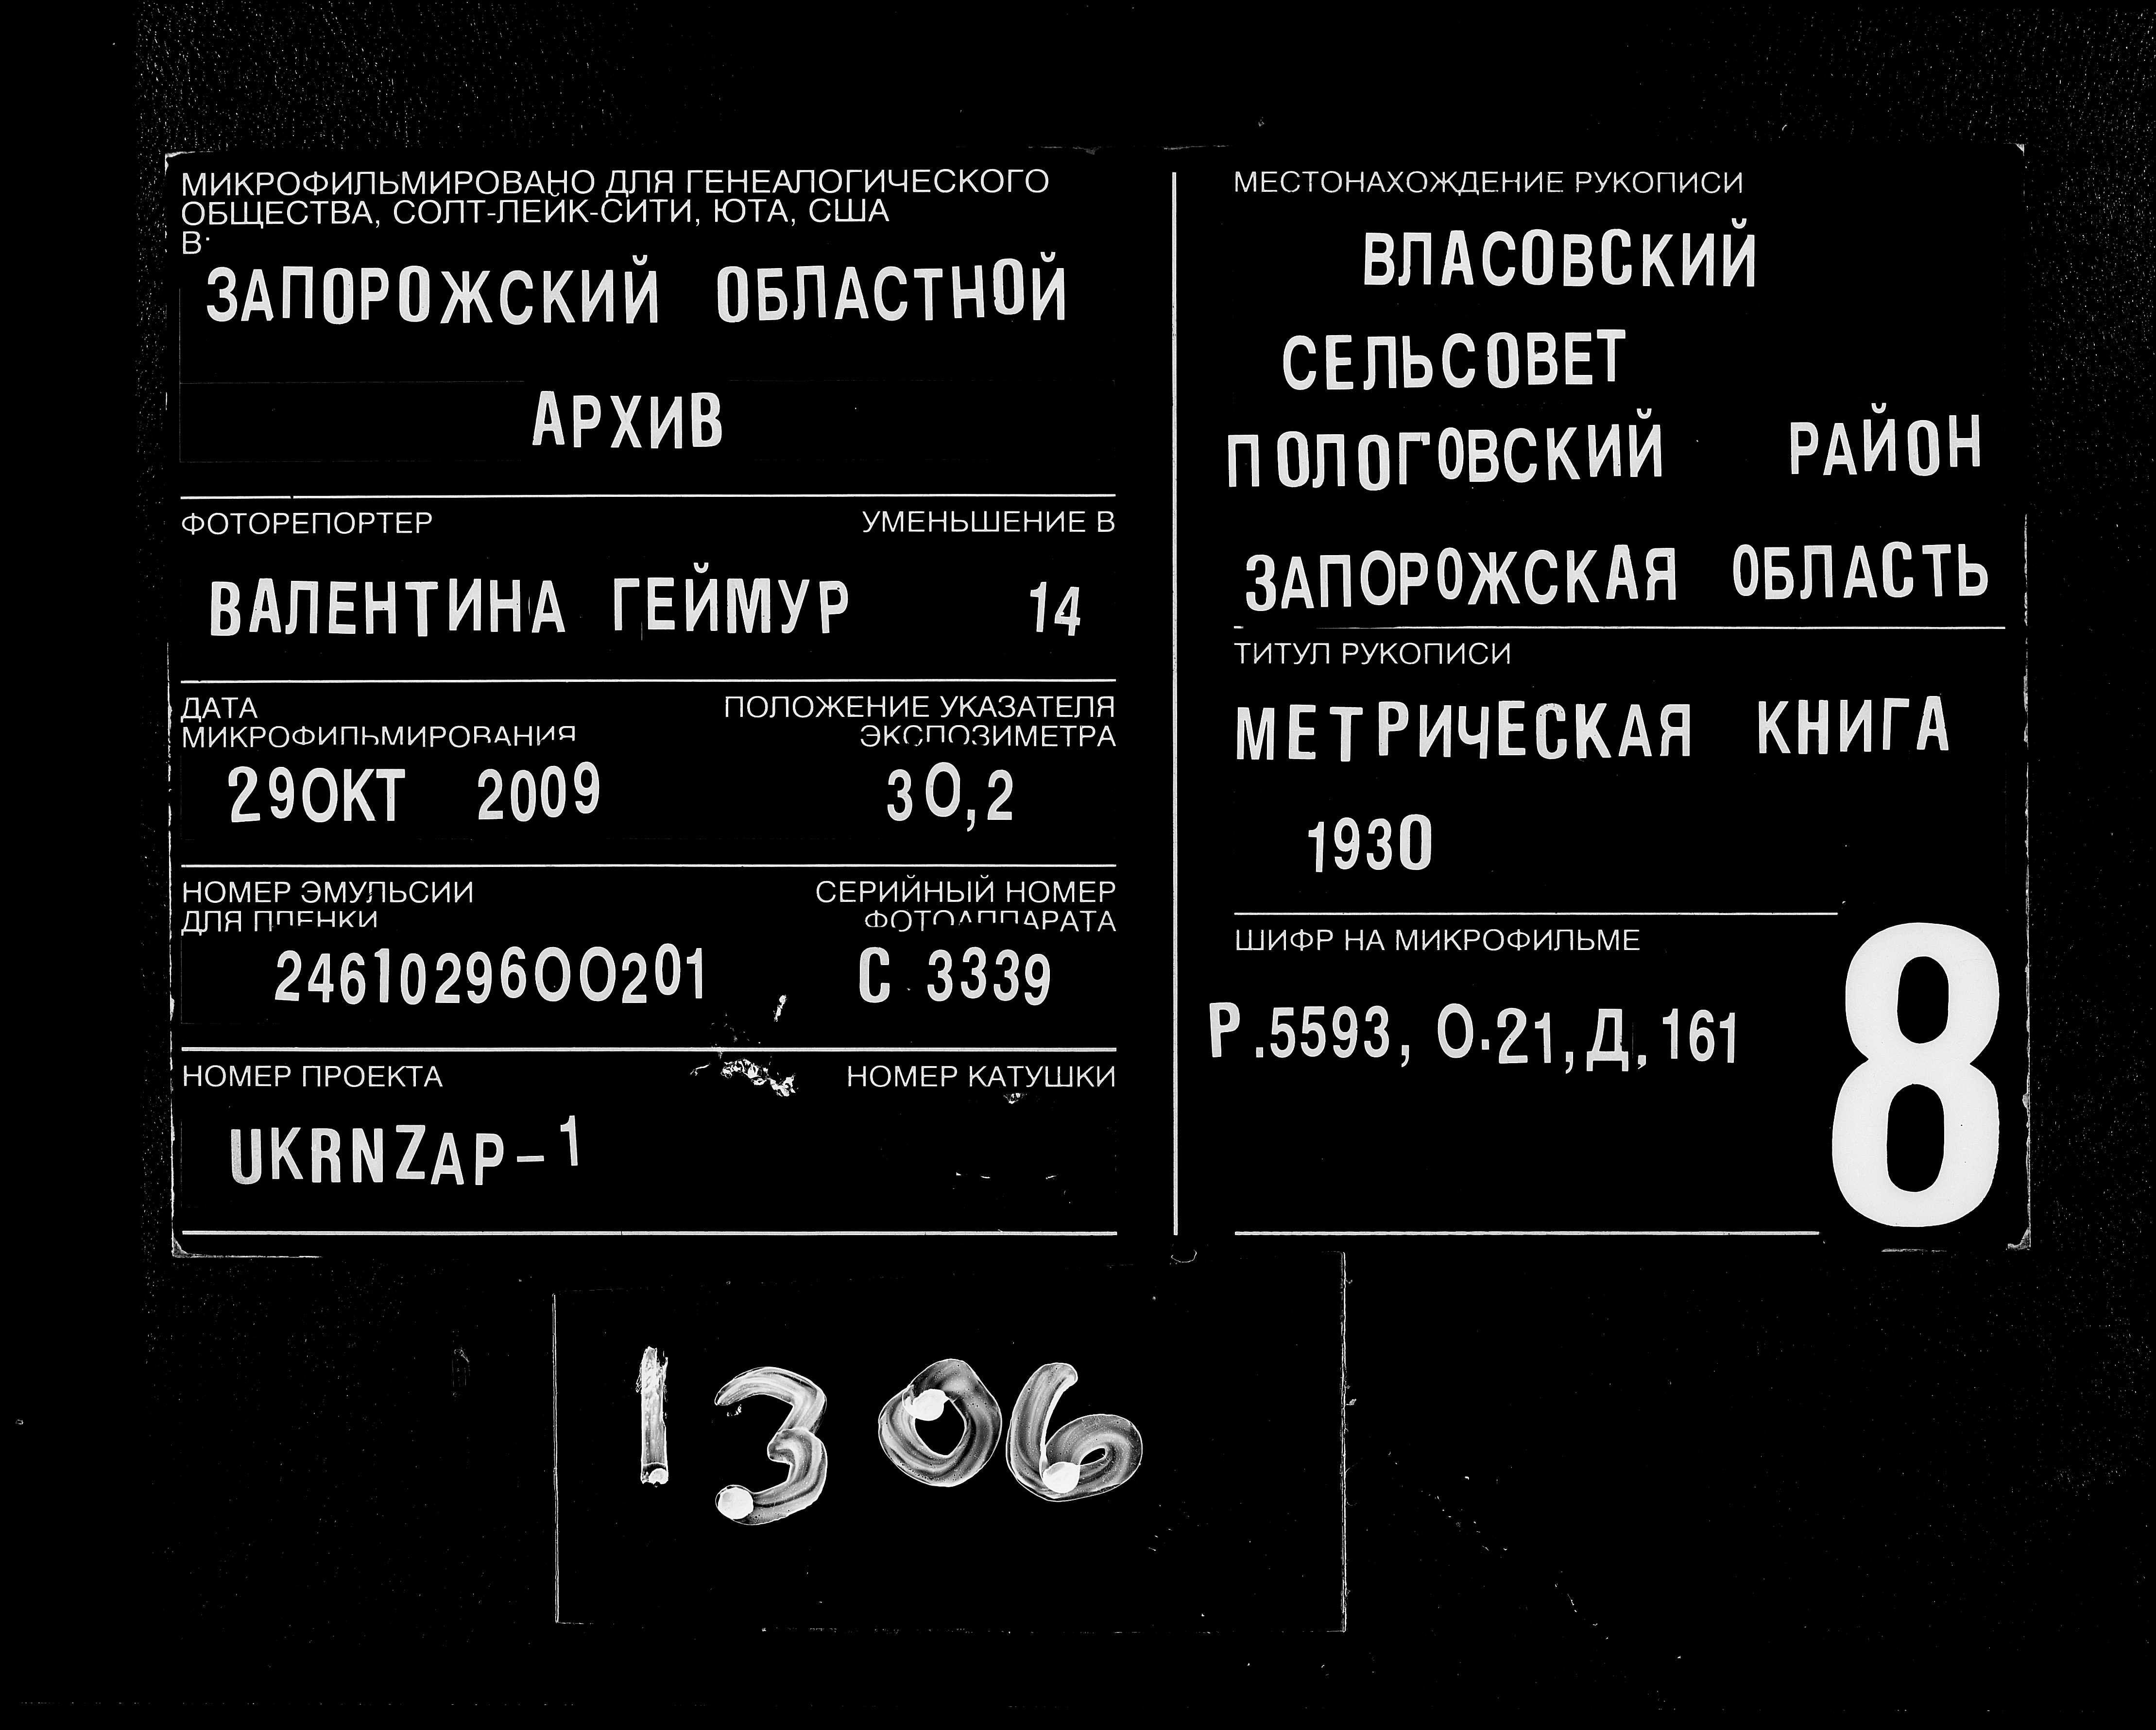 МИКРОФИЛЬМИРОВАНО ДЛЯ ГЕНЕАЛОГИЧЕСКОГО
ОБЩЕСТВА, СОЛТ-ЛЕЙК-СИТИ, ЮТА, США
В:
ЗАПОРОЖСКИЙ ОБЛАСТНОЙ
АРХИВ
ФОТОРЕПОРТЕР УМЕНЬШЕНИЕ В
ВАЛЕНТИНА ГЕЙМУР 14
ДАТА ПОЛОЖЕНИЕ УКАЗАТЕЛЯ
МИКРОФИЛЬМИРОВАНИЯ ЭКСПОЗИМЕТРА
29ОКТ 2009 30,2
НОМЕР ЭМУЛЬСИИ СЕРИЙНЫЙ НОМЕР
ДЛЯ ПЛЕНКИ ФОТОАППАРАТА
2461029600201 С 3339
НОМЕР ПРОЕКТА НОМЕР КАТУШКИ
UKRNZAP-1
МЕСТОНАХОЖДЕНИЕ РУКОПИСИ
ВЛАСОВСКИЙ
СЕЛЬСОВЕТ
ПОЛОГОВСКИЙ РАЙОН
ЗАПОРОЖСКАЯ ОБЛАСТЬ
ТИТУЛ РУКОПИСИ
МЕТРИЧЕСКАЯ КНИГА
1930
ШИФР НА МИКРОФИЛЬМЕ
Р.5593, О.21, Д, 161
8
1306